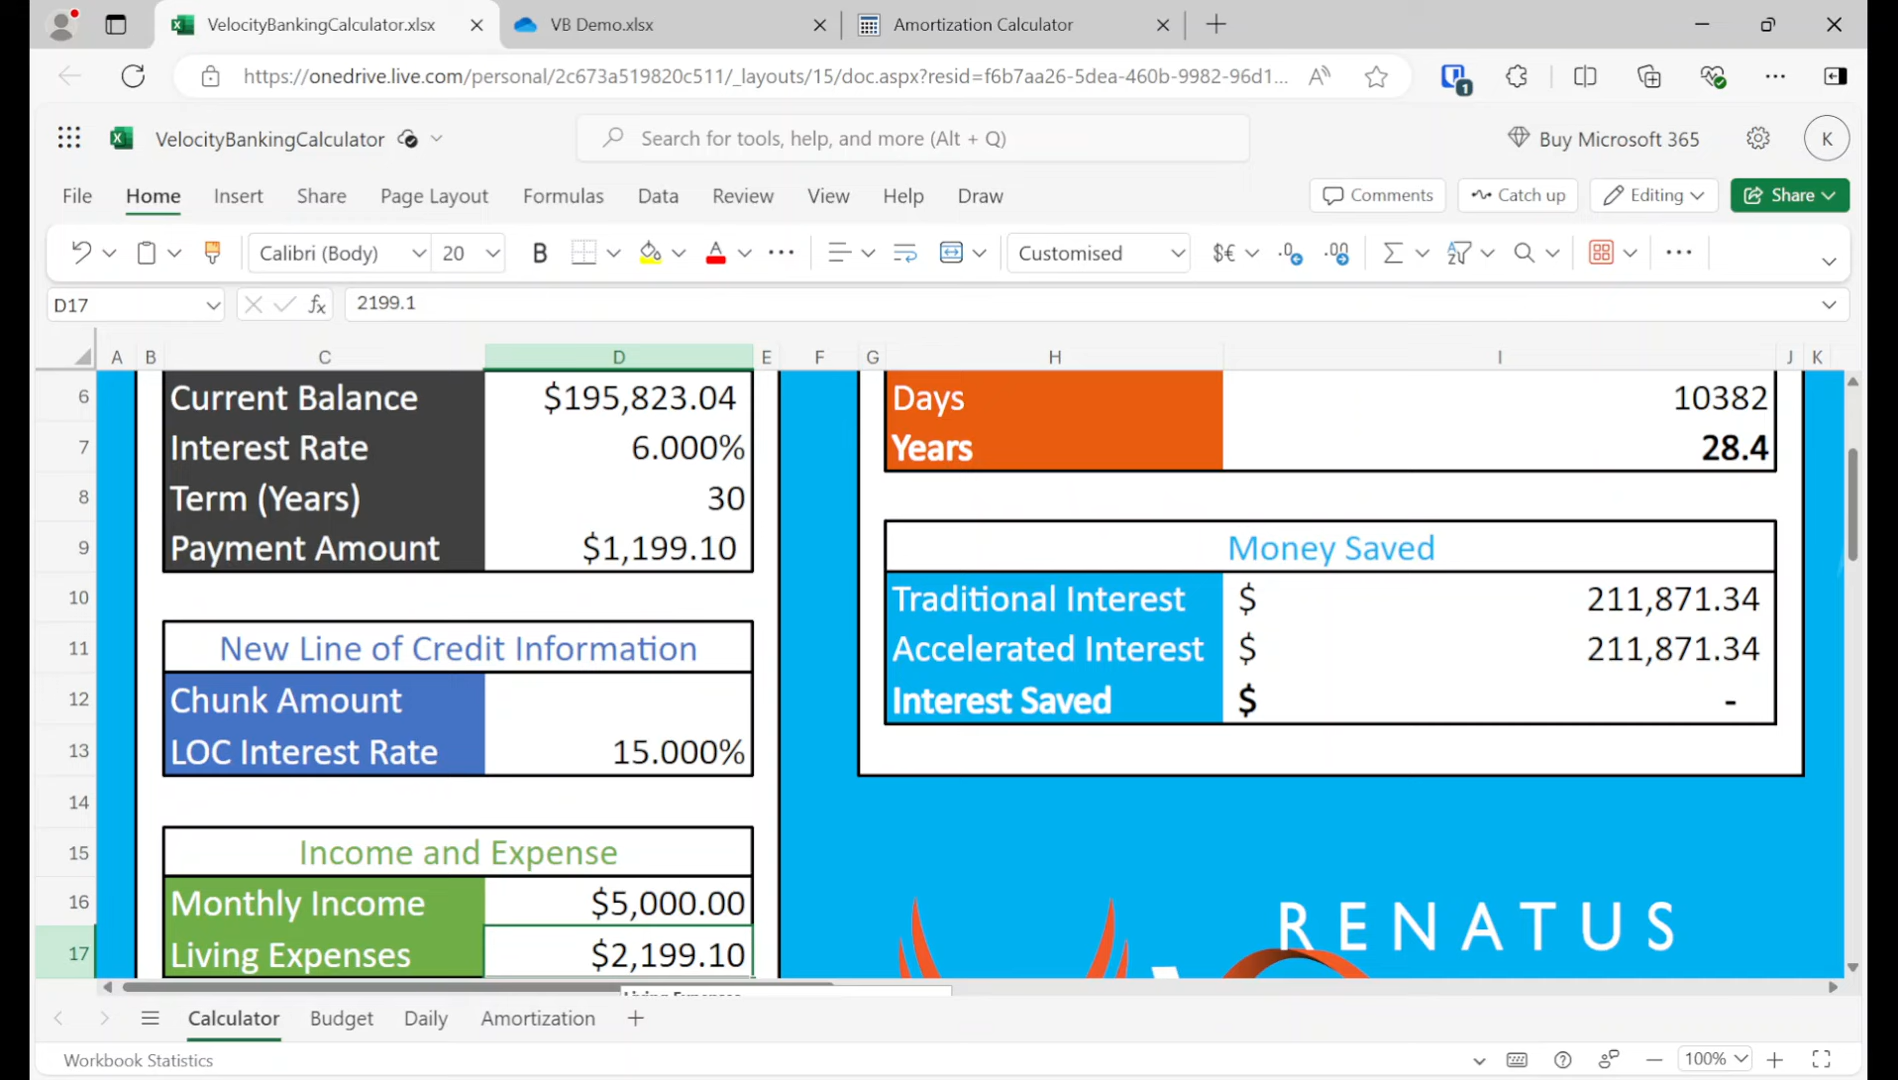 VelocityBankingCalculator.xlsx
VB Demo.xlsx
Amortization Calculator
https://onedrive.live.com/personal/2c673a519820c511/_layouts/15/doc.aspx?resid=f6b7aa26-5dea-460b-9982-96d1...
1
VelocityBankingCalculator
Search for tools, help, and more (Alt + Q)
Buy Microsoft 365
K
File Home Insert Share Page Layout Formulas Data Review View Help Draw
Comments Catch up Editing Share
Calibri (Body) 20 B A Customised $€
D17 fx 2199.1
A B C D E F G H I J K
6 Current Balance $195,823.04 Days 10382
7 Interest Rate 6.000% Years 28.4
8 Term (Years) 30
9 Payment Amount $1,199.10 Money Saved
10 Traditional Interest $ 211,871.34
11 New Line of Credit Information Accelerated Interest $ 211,871.34
12 Chunk Amount Interest Saved $ -
13 LOC Interest Rate 15.000%
14
15 Income and Expense
16 Monthly Income $5,000.00
RENATUS
17 Living Expenses $2,199.10
Calculator Budget Daily Amortization
Workbook Statistics
100%